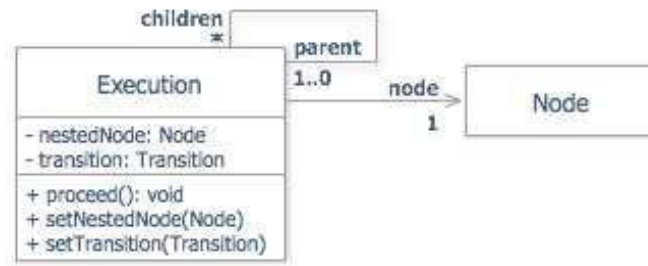 children
*
parent
1..0
Execution
node
1
Node
- nestedNode: Node
- transition: Transition
+ proceed(): void
+ setNestedNode(Node)
+ setTransition(Transition)